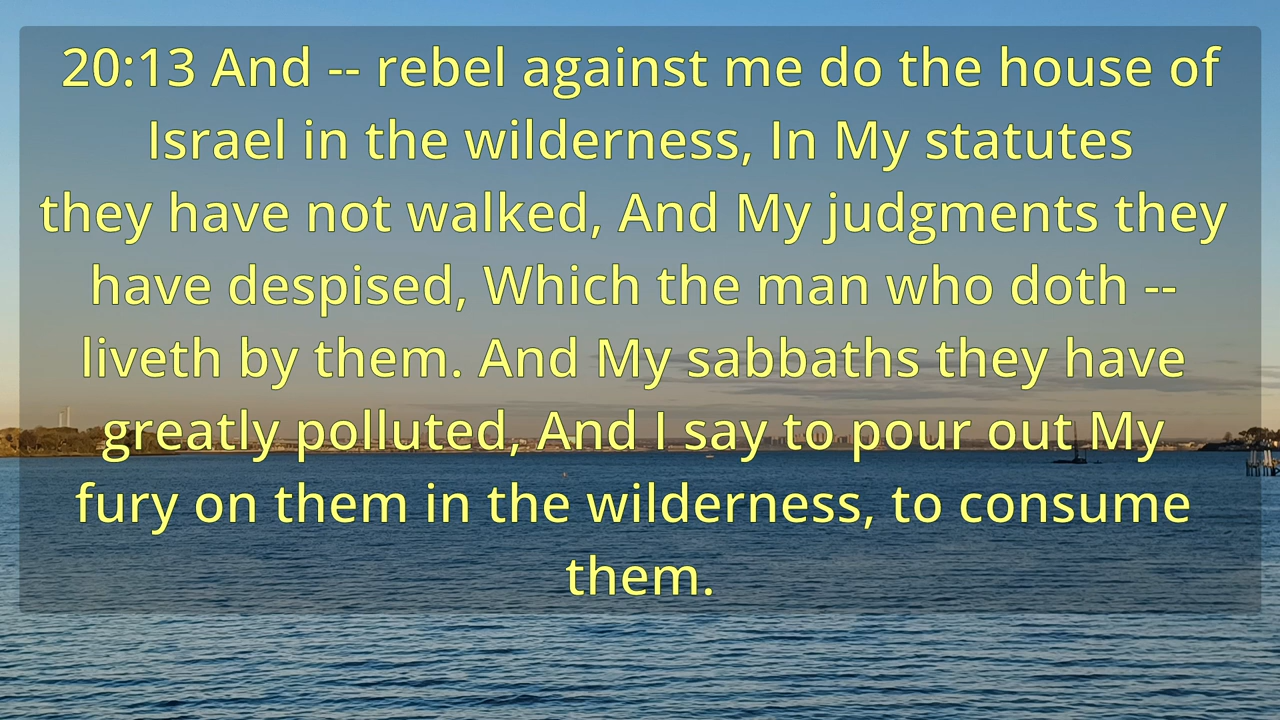 20:13 And -- rebel against me do the house of
Israel in the wilderness, In My statutes
they have not walked, And My judgments they
have despised, Which the man who doth --
liveth by them. And My sabbaths they have
greatly polluted, And I say to pour out My
fury on them in the wilderness, to consume
them.